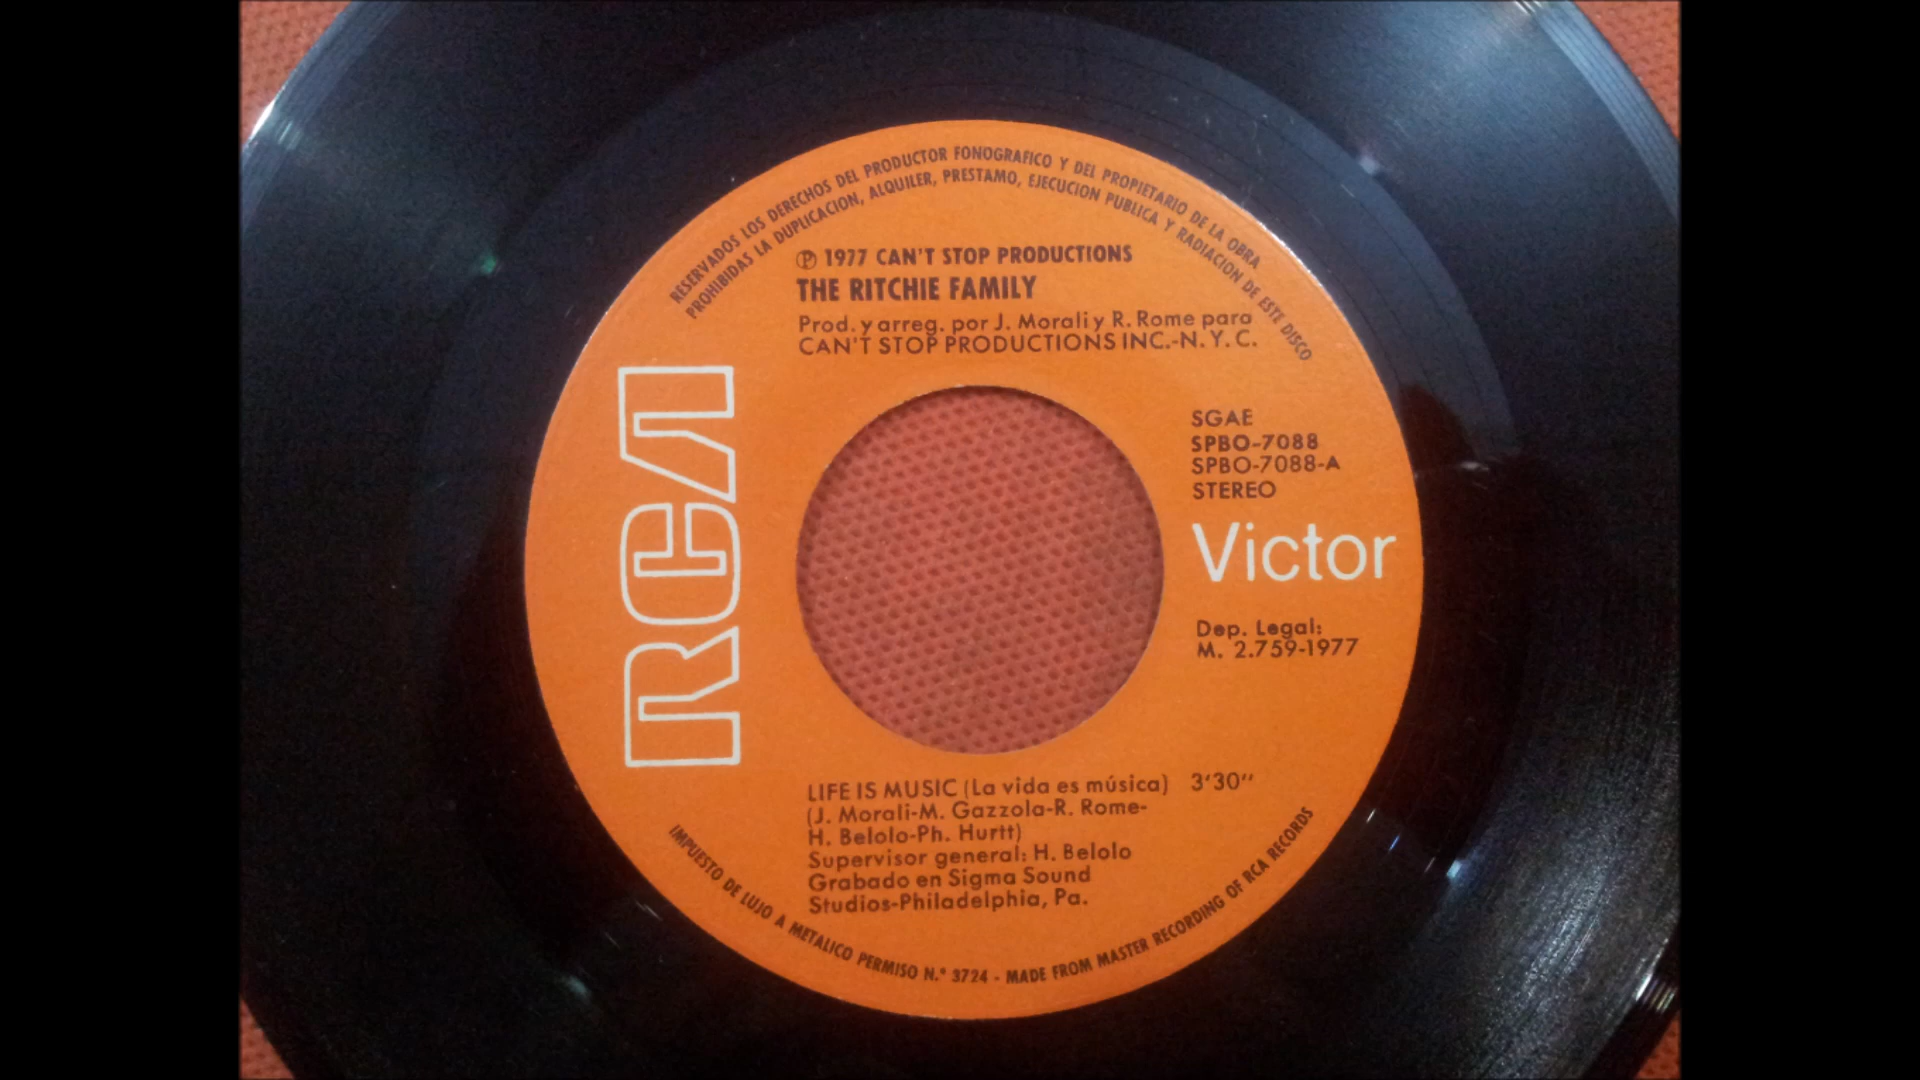 RESERVADOS LOS DERECHOS DEL PRODUCTOR FONOGRAFICO Y DEL PROPIETARIO DE LA OBRA
PROHIBIDAS LA DUPLICACION, ALQUILER, PRESTAMO, EJECUCION PUBLICA Y RADIACION DE ESTE DISCO
℗ 1977 CAN'T STOP PRODUCTIONS
THE RITCHIE FAMILY
Prod. y arreg. por J. Morali y R. Rome para
CAN'T STOP PRODUCTIONS INC.-N.Y.C.
RCA
SGAE
SPBO-7088
SPBO-7088-A
STEREO
Victor
Dep. Legal:
M. 2.759-1977
LIFE IS MUSIC (La vida es música) 3'30''
(J. Morali-M. Gazzola-R. Rome-
H. Belolo-Ph. Hurtt)
Supervisor general: H. Belolo
Grabado en Sigma Sound
Studios-Philadelphia, Pa.
IMPUESTO DE LUJO A METALICO PERMISO N.º 3724 - MADE FROM MASTER RECORDING OF RCA RECORDS